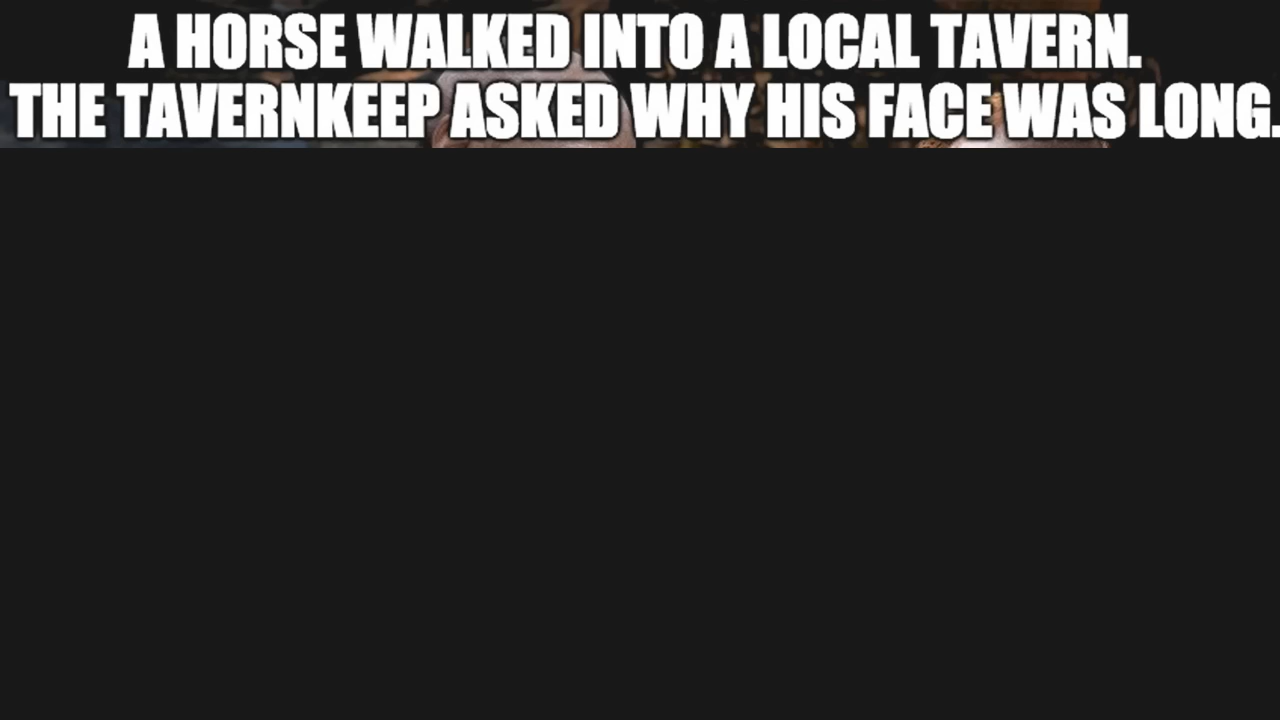 A HORSE WALKED INTO A LOCAL TAVERN.
THE TAVERNKEEP ASKED WHY HIS FACE WAS LONG.